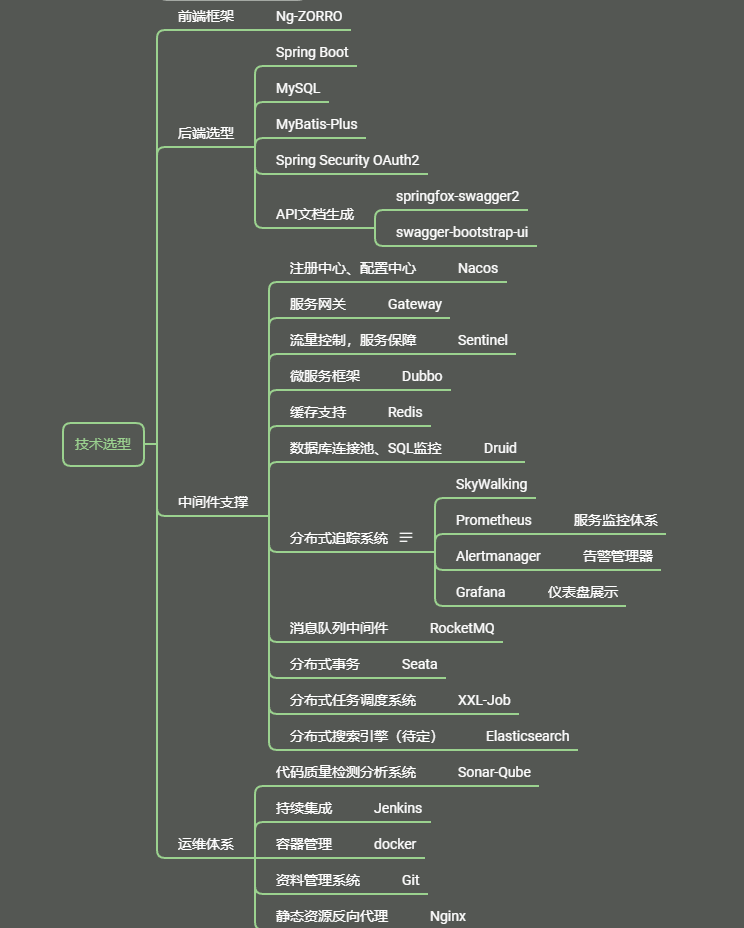 前端框架 Ng-ZORRO
Spring Boot
MySQL
MyBatis-Plus
后端选型
Spring Security OAuth2
springfox-swagger2
API文档生成
swagger-bootstrap-ui
注册中心、配置中心 Nacos
服务网关 Gateway
流量控制，服务保障 Sentinel
微服务框架 Dubbo
缓存支持 Redis
技术选型
数据库连接池、SQL监控 Druid
SkyWalking
中间件支撑
Prometheus 服务监控体系
分布式追踪系统
Alertmanager 告警管理器
Grafana 仪表盘展示
消息队列中间件 RocketMQ
分布式事务 Seata
分布式任务调度系统 XXL-Job
分布式搜索引擎（待定） Elasticsearch
代码质量检测分析系统 Sonar-Qube
持续集成 Jenkins
运维体系
容器管理 docker
资料管理系统 Git
静态资源反向代理 Nginx